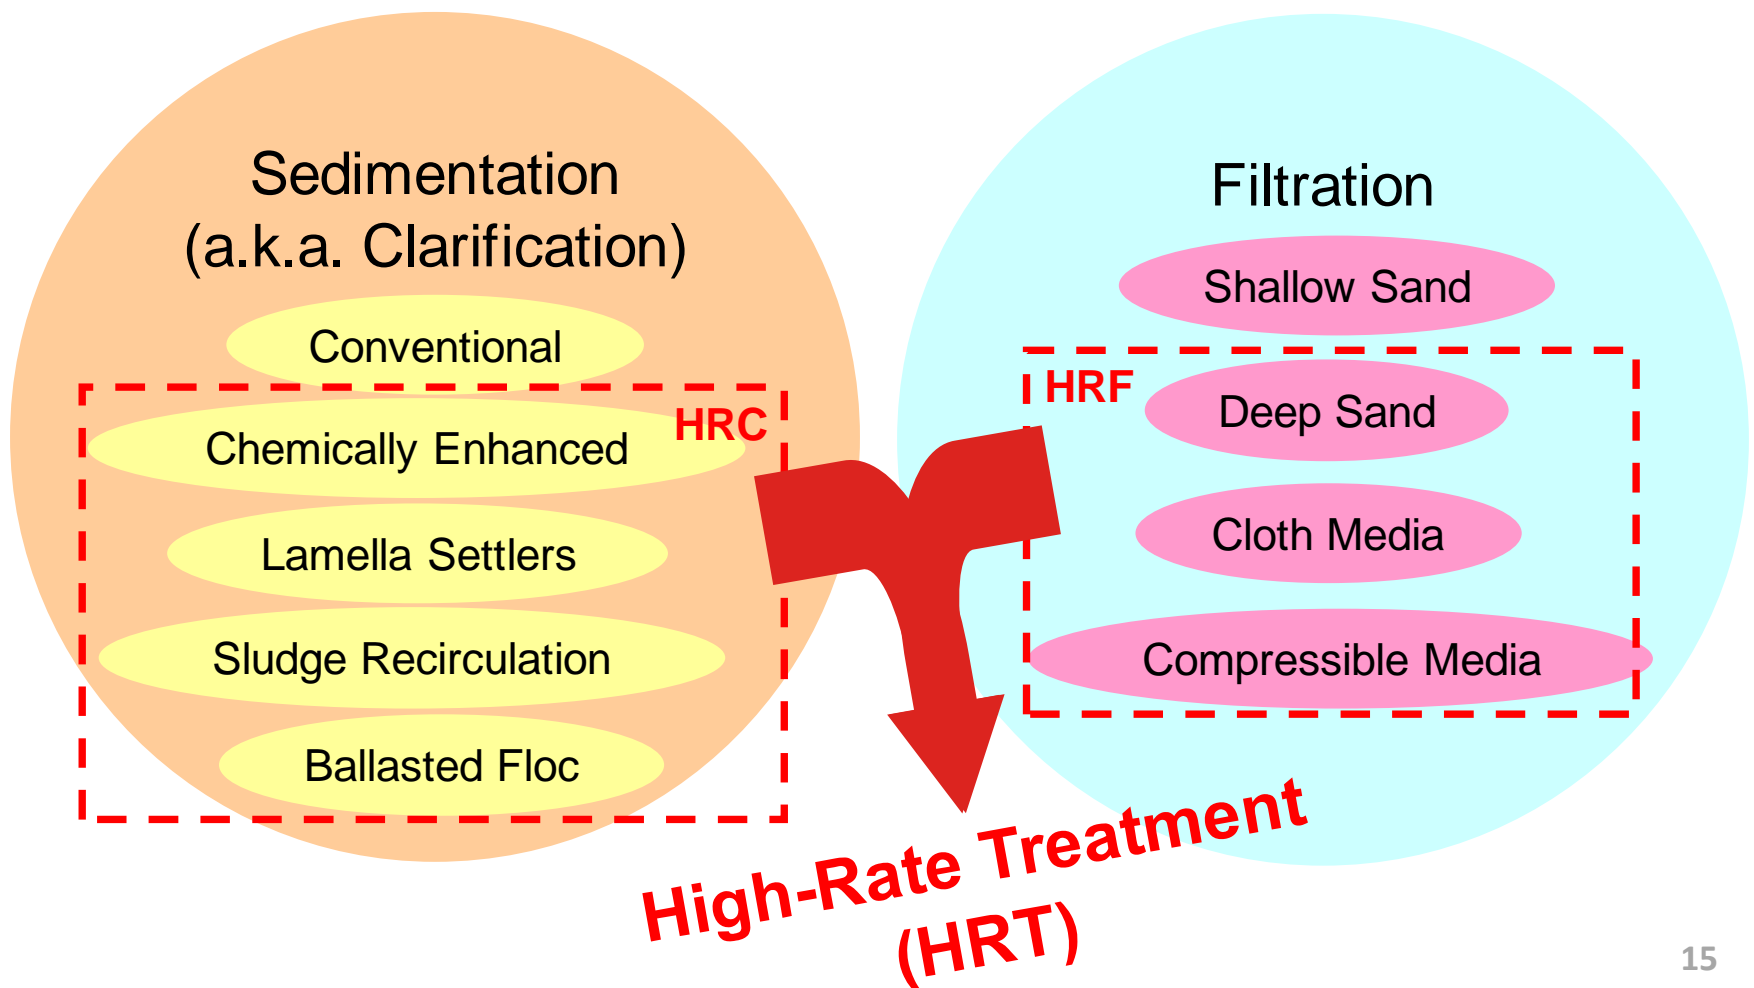 Sedimentation
(a.k.a. Clarification)
Conventional
HRC
Chemically Enhanced
Lamella Settlers
Sludge Recirculation
Ballasted Floc
Filtration
Shallow Sand
HRF
Deep Sand
Cloth Media
Compressible Media
High-Rate Treatment
(HRT)
15